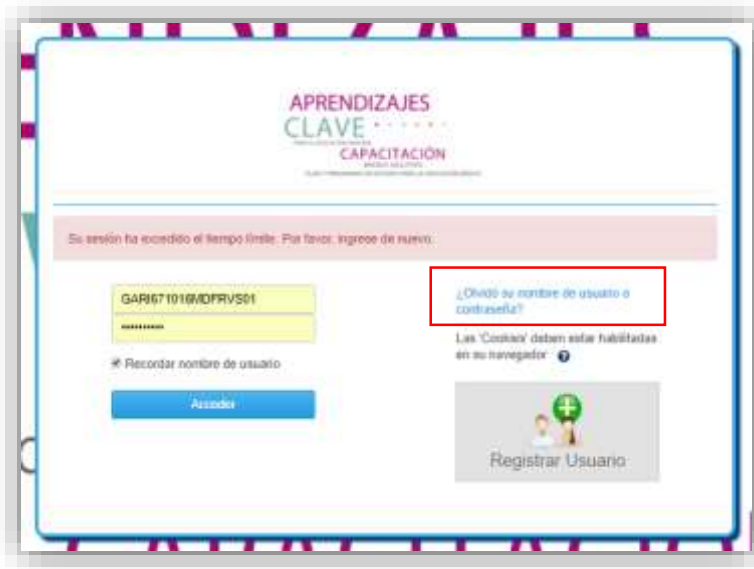 APRENDIZAJES
CLAVE
CAPACITACIÓN
Su sesión ha excedido el tiempo límite. Por favor, ingrese de nuevo.
GARI671016MDFRVS01
••••••••••
Recordar nombre de usuario
Acceder
¿Olvidó su nombre de usuario o
contraseña?
Las 'Cookies' deben estar habilitadas
en su navegador
Registrar Usuario